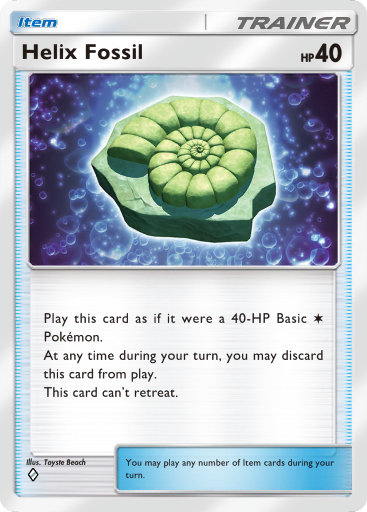 Item
TRAINER
Helix Fossil
HP40
Play this card as if it were a 40-HP Basic
Pokémon.
At any time during your turn, you may discard
this card from play.
This card can't retreat.
Illus. Toyste Beach
You may play any number of Item cards during your
turn.